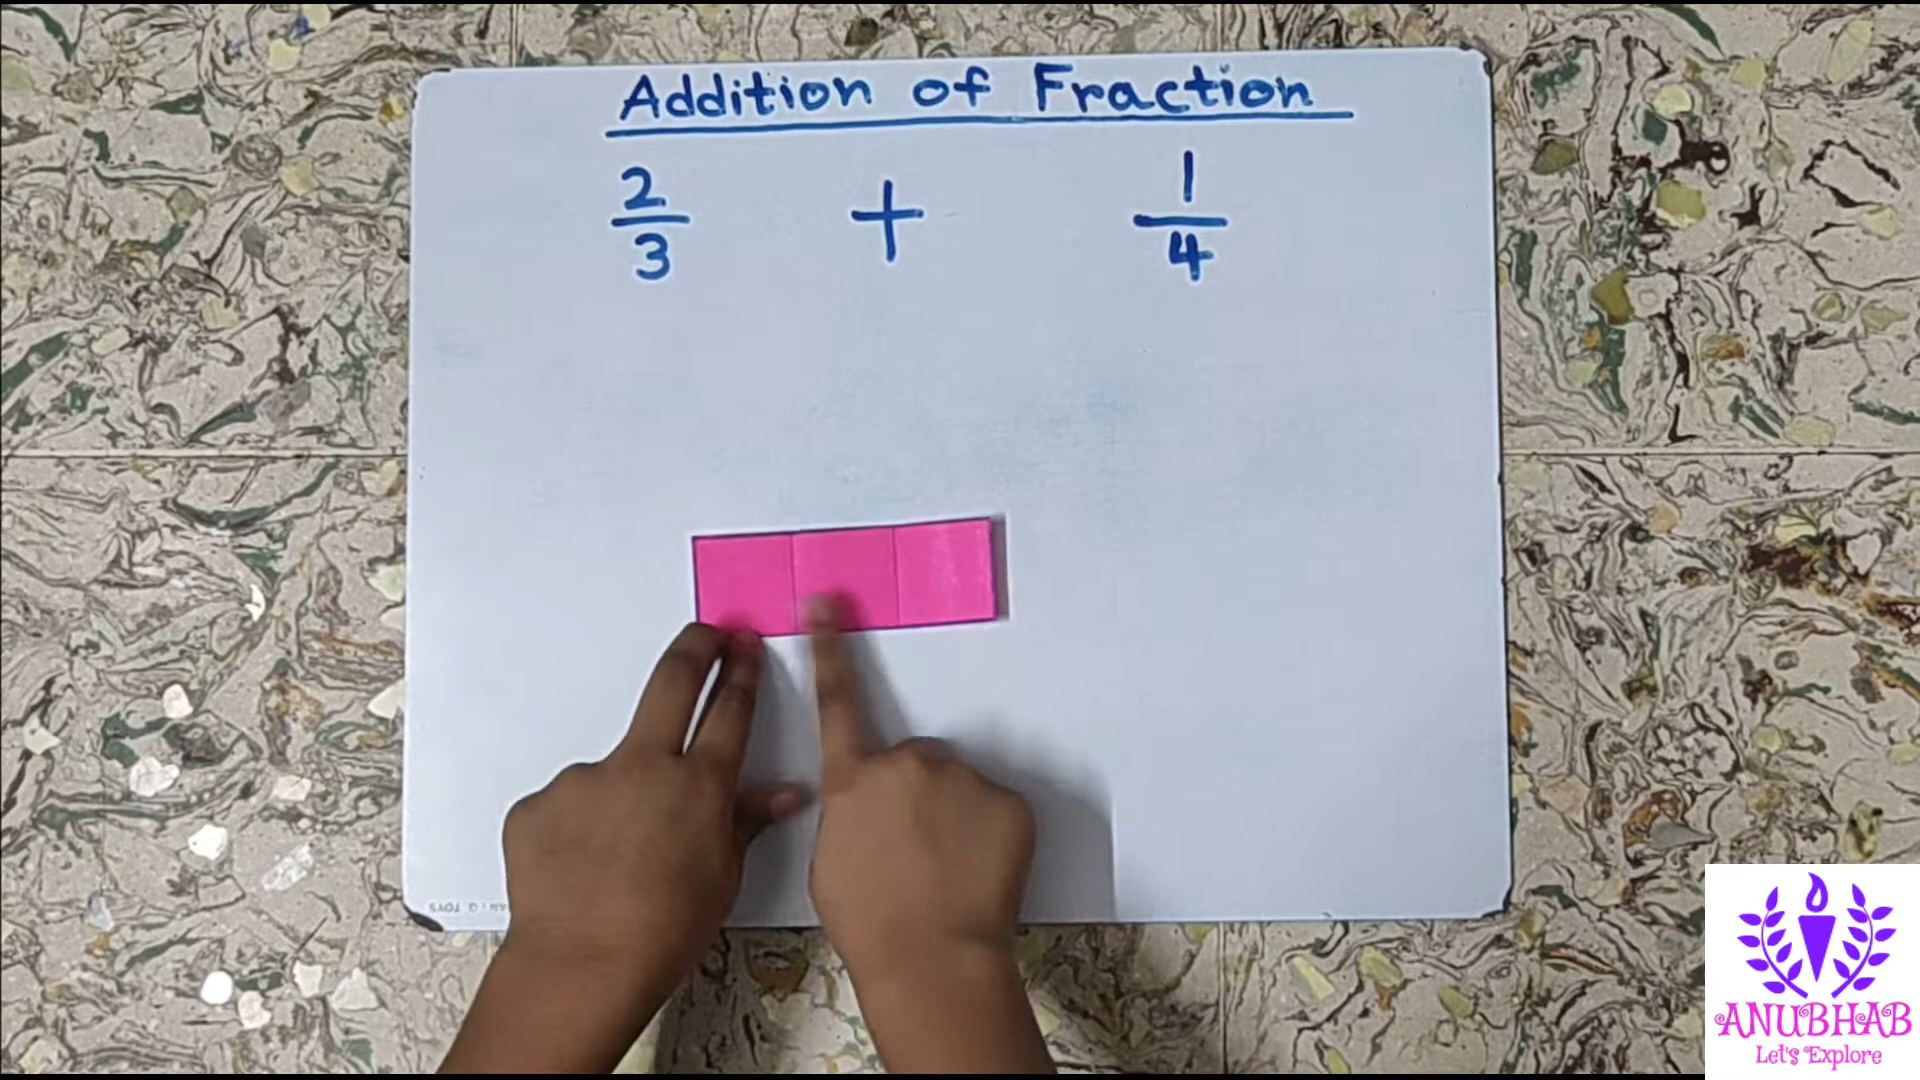 Addition of Fraction
2/3 + 1/4
ANUBHAB
Let's Explore